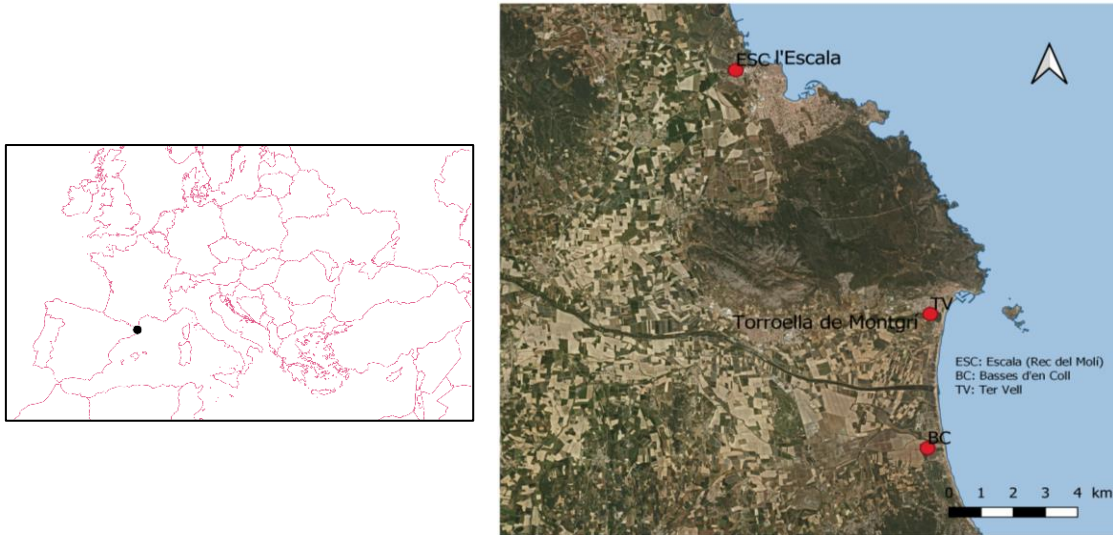 ESC l'Escala
TV
Torroella de Montgrí
ESC: Escala (Rec del Molí)
BC: Basses d'en Coll
TV: Ter Vell
BC
0 1 2 3 4 km